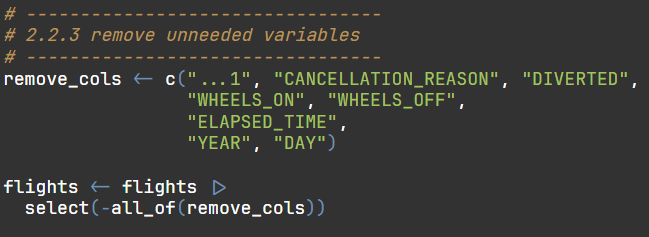 # ---------------------------------
# 2.2.3 remove unneeded variables
# ---------------------------------
remove_cols <- c("...1", "CANCELLATION_REASON", "DIVERTED",
                 "WHEELS_ON", "WHEELS_OFF",
                 "ELAPSED_TIME",
                 "YEAR", "DAY")
flights <- flights |>
  select(-all_of(remove_cols))